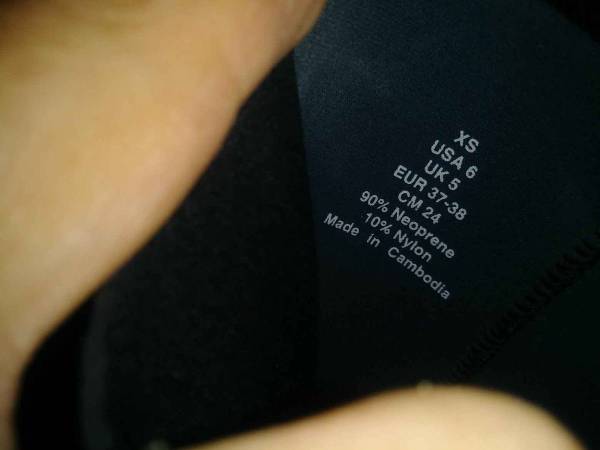 XS
USA 6
UK 5
EUR 37-38
CM 24
90% Neoprene
10% Nylon
Made in Cambodia